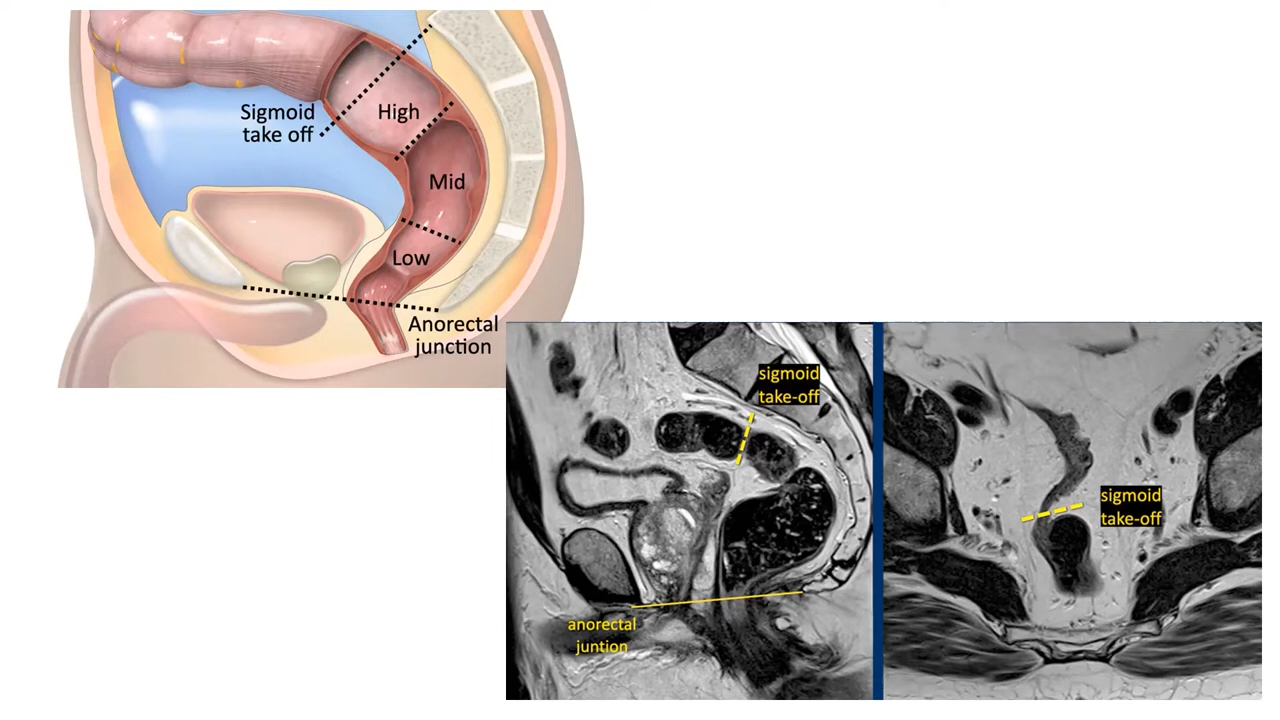 Sigmoid
take off
High
Mid
Low
Anorectal
junction
sigmoid
take-off
anorectal
juntion
sigmoid
take-off